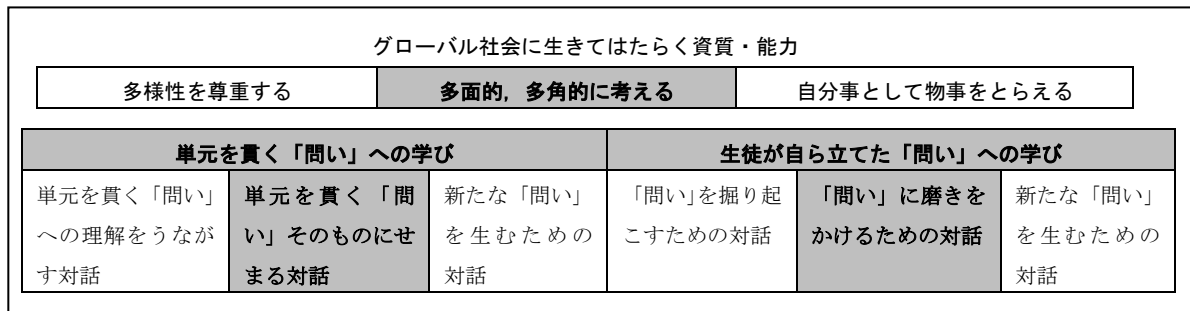 グローバル社会に生きてはたらく資質・能力
多様性を尊重する
多面的，多角的に考える
自分事として物事をとらえる
単元を貫く「問い」への学び
生徒が自ら立てた「問い」への学び
単元を貫く「問い」
への理解をうなが
す対話
単元を貫く「問
い」そのものにせ
まる対話
新たな「問い」
を生むための
対話
「問い」を掘り起
こすための対話
「問い」に磨きを
かけるための対話
新たな「問い」
を生むための
対話